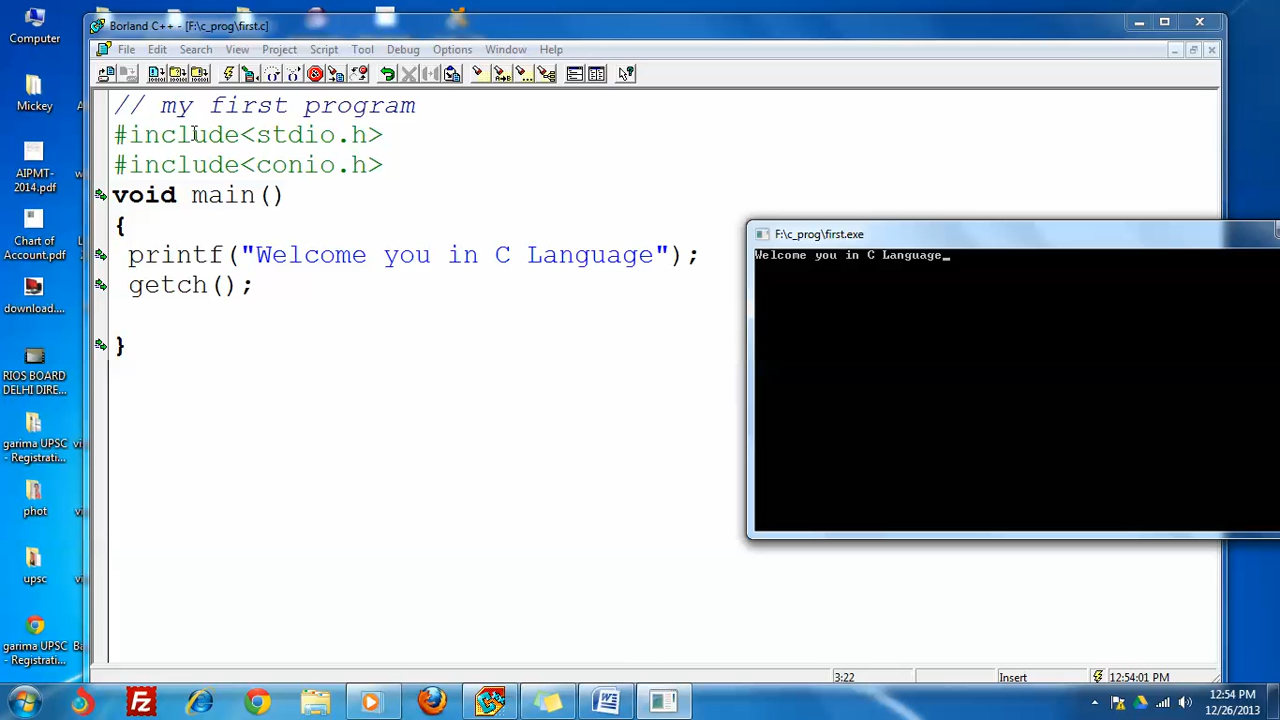 Computer
Mickey
AIPMT-
2014.pdf
Chart of
Account.pdf
download....
RIOS BOARD
DELHI DIRE...
garima UPSC
- Registrati...
phot
upsc
garima UPSC
- Registrati...
Borland C++ - [F:\c_prog\first.c]
File Edit Search View Project Script Tool Debug Options Window Help
// my first program
#include<stdio.h>
#include<conio.h>
void main()
{
printf("Welcome you in C Language");
getch();
}
F:\c_prog\first.exe
Welcome you in C Language_
3:22 Insert 12:54:01 PM
12:54 PM
12/26/2013